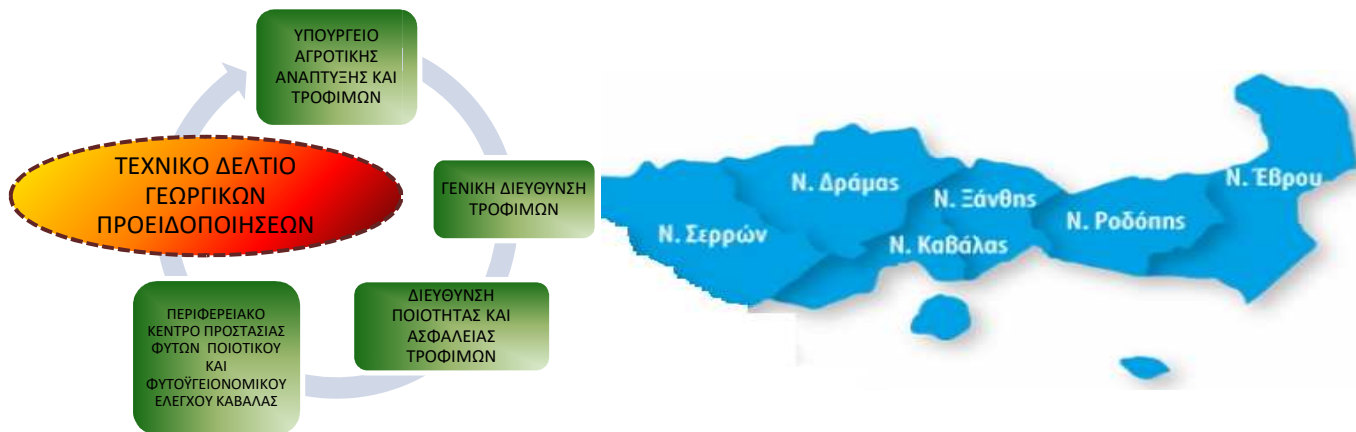 ΥΠΟΥΡΓΕΙΟ
ΑΓΡΟΤΙΚΗΣ
ΑΝΑΠΤΥΞΗΣ ΚΑΙ
ΤΡΟΦΙΜΩΝ
ΤΕΧΝΙΚΟ ΔΕΛΤΙΟ
ΓΕΩΡΓΙΚΩΝ
ΠΡΟΕΙΔΟΠΟΙΗΣΕΩΝ
ΓΕΝΙΚΗ ΔΙΕΥΘΥΝΣΗ
ΤΡΟΦΙΜΩΝ
ΔΙΕΥΘΥΝΣΗ
ΠΟΙΟΤΗΤΑΣ ΚΑΙ
ΑΣΦΑΛΕΙΑΣ
ΤΡΟΦΙΜΩΝ
ΠΕΡΙΦΕΡΕΙΑΚΟ
ΚΕΝΤΡΟ ΠΡΟΣΤΑΣΙΑΣ
ΦΥΤΩΝ ΠΟΙΟΤΙΚΟΥ
ΚΑΙ
ΦΥΤΟΫΓΕΙΟΝΟΜΙΚΟΥ
ΕΛΕΓΧΟΥ ΚΑΒΑΛΑΣ
Ν. Σερρών
Ν. Δράμας
Ν. Ξάνθης
Ν. Καβάλας
Ν. Ροδόπης
Ν. Έβρου